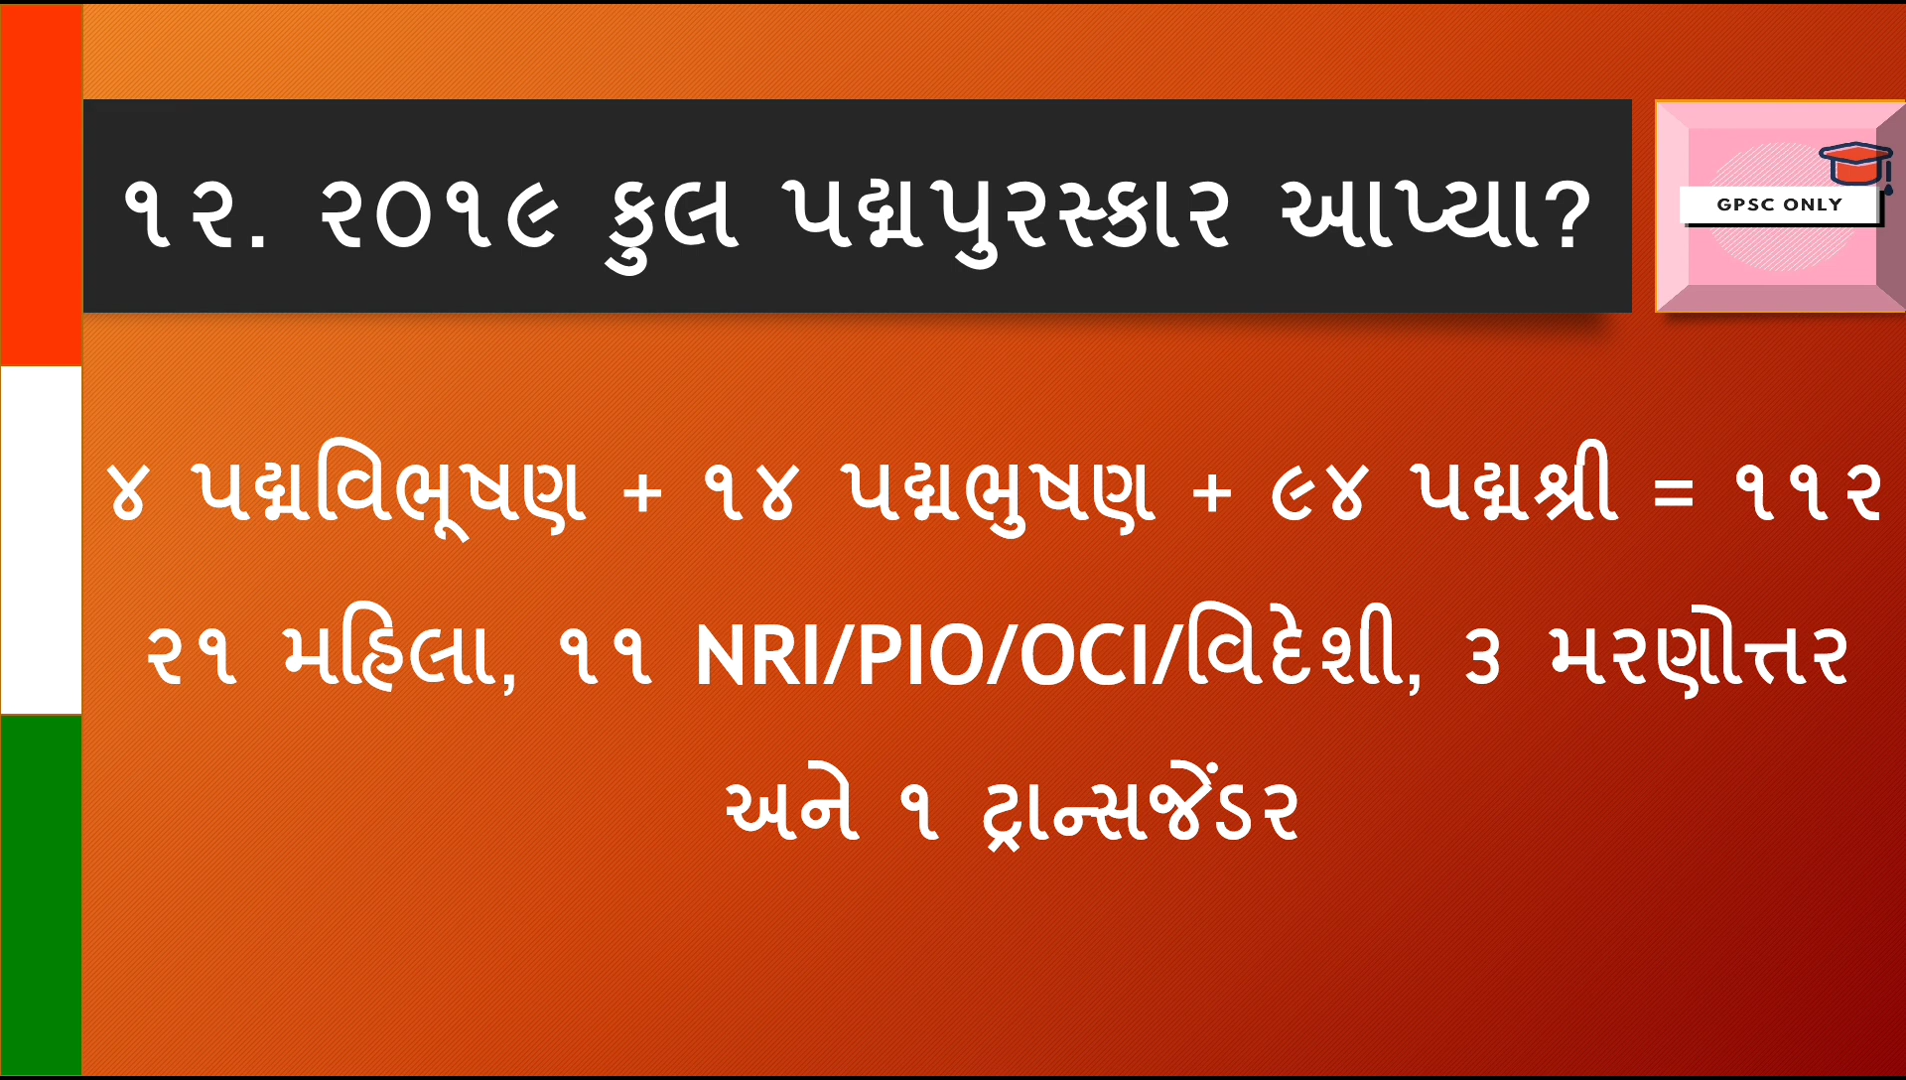 ૧૨. ૨૦૧૯ કુલ પદ્મપુરસ્કાર આપ્યા?
GPSC ONLY
૪ પદ્મવિભૂષણ + ૧૪ પદ્મભુષણ + ૯૪ પદ્મશ્રી = ૧૧૨
૨૧ મહિલા, ૧૧ NRI/PIO/OCI/વિદેશી, ૩ મરણોત્તર
અને ૧ ટ્રાન્સજેંડર